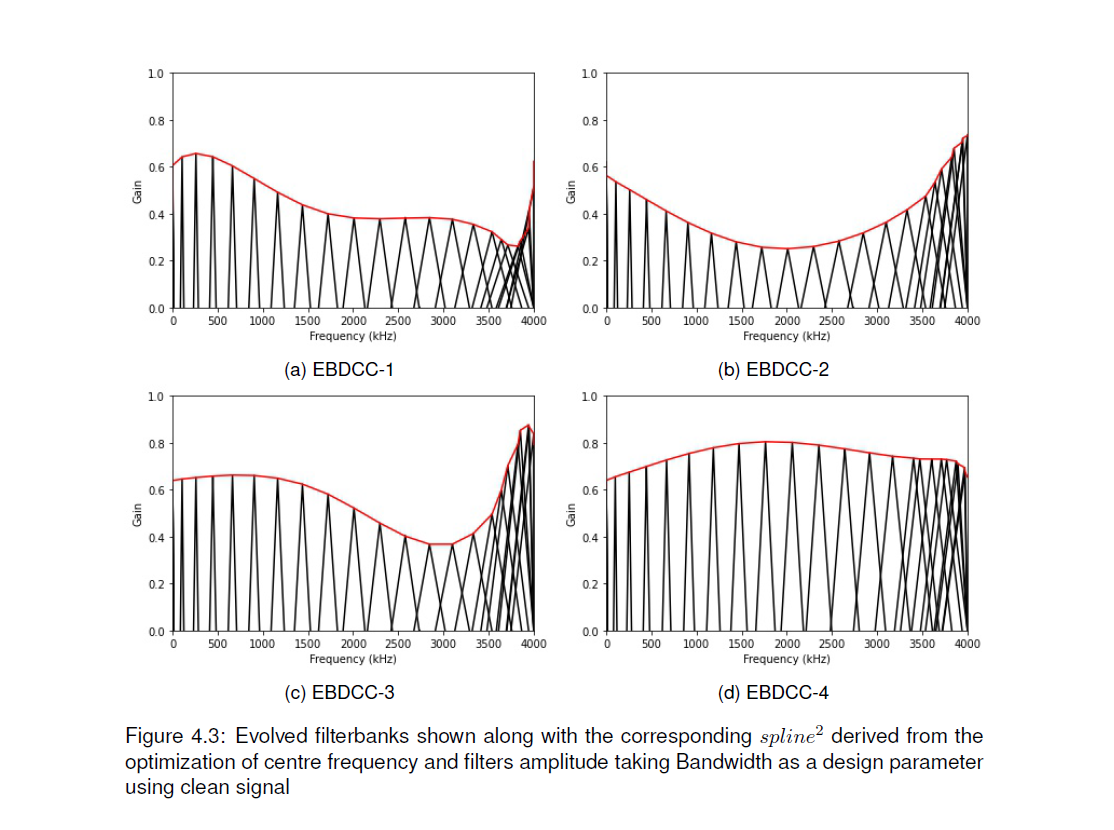 1.0
0.8
0.6
0.4
0.2
0.0
Gain
0 500 1000 1500 2000 2500 3000 3500 4000
Frequency (kHz)
(a) EBDCC-1
1.0
0.8
0.6
0.4
0.2
0.0
Gain
0 500 1000 1500 2000 2500 3000 3500 4000
Frequency (kHz)
(b) EBDCC-2
1.0
0.8
0.6
0.4
0.2
0.0
Gain
0 500 1000 1500 2000 2500 3000 3500 4000
Frequency (kHz)
(c) EBDCC-3
1.0
0.8
0.6
0.4
0.2
0.0
Gain
0 500 1000 1500 2000 2500 3000 3500 4000
Frequency (kHz)
(d) EBDCC-4
Figure 4.3: Evolved filterbanks shown along with the corresponding spline² derived from the
optimization of centre frequency and filters amplitude taking Bandwidth as a design parameter
using clean signal